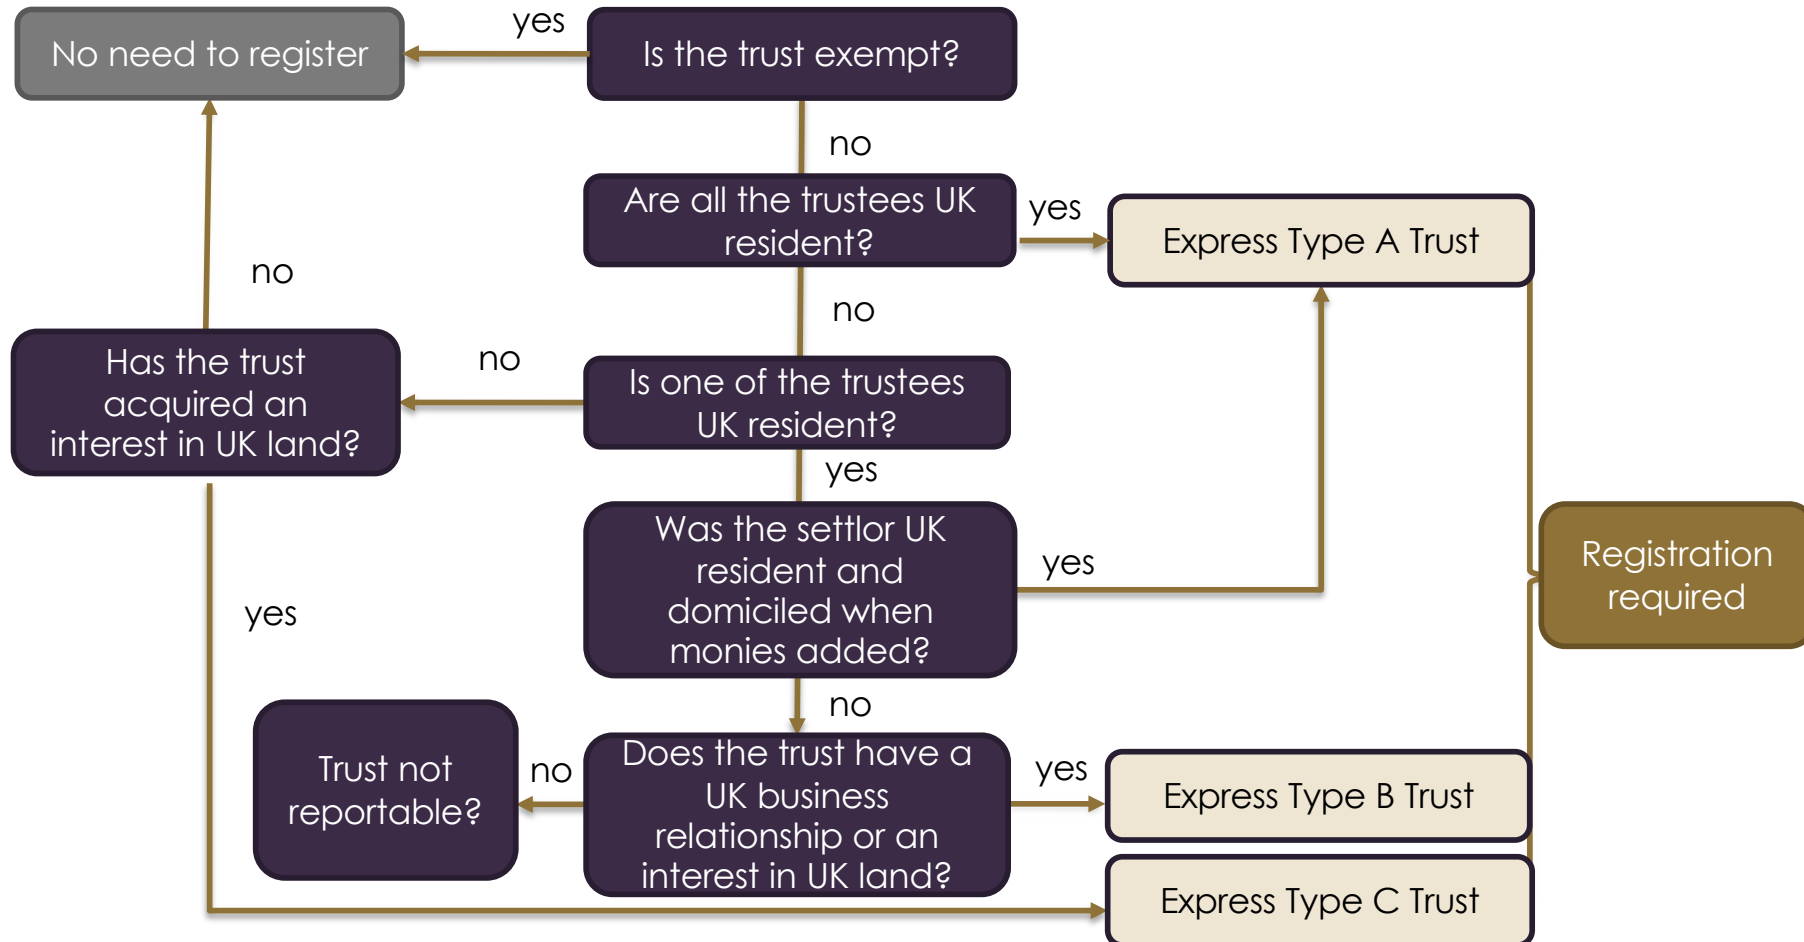 No need to register
yes
Is the trust exempt?
no
Are all the trustees UK
resident?
yes
Express Type A Trust
no
no
Has the trust
acquired an
interest in UK land?
no
Is one of the trustees
UK resident?
yes
Was the settlor UK
resident and
domiciled when
monies added?
yes
Registration
required
yes
no
Trust not
reportable?
no
Does the trust have a
UK business
relationship or an
interest in UK land?
yes
Express Type B Trust
Express Type C Trust